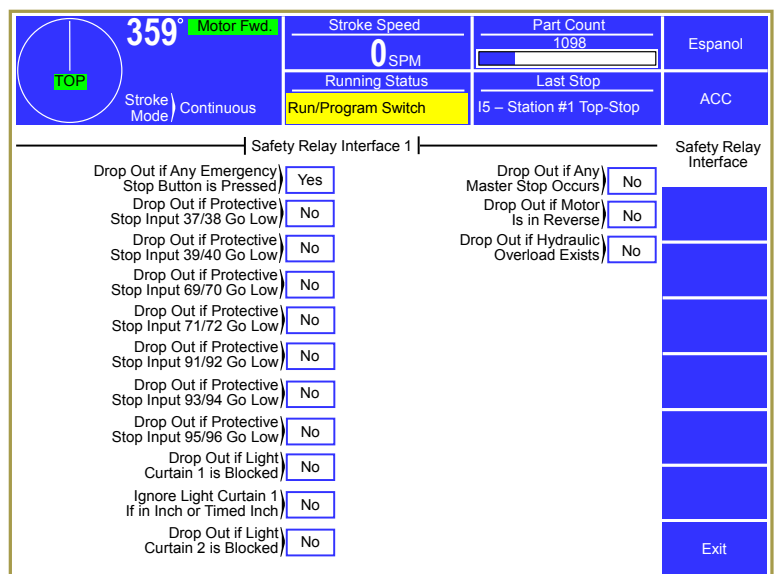 359° Motor Fwd.
TOP
Stroke
Mode
Continuous
Stroke Speed
0 SPM
Part Count
1098
Espanol
Running Status
Run/Program Switch
Last Stop
I5 – Station #1 Top-Stop
ACC
Safety Relay Interface 1
Safety Relay
Interface
Drop Out if Any Emergency
Stop Button is Pressed
Yes
Drop Out if Protective
Stop Input 37/38 Go Low
No
Drop Out if Protective
Stop Input 39/40 Go Low
No
Drop Out if Protective
Stop Input 69/70 Go Low
No
Drop Out if Protective
Stop Input 71/72 Go Low
No
Drop Out if Protective
Stop Input 91/92 Go Low
No
Drop Out if Protective
Stop Input 93/94 Go Low
No
Drop Out if Protective
Stop Input 95/96 Go Low
No
Drop Out if Light
Curtain 1 is Blocked
No
Ignore Light Curtain 1
If in Inch or Timed Inch
No
Drop Out if Light
Curtain 2 is Blocked
No
Drop Out if Any
Master Stop Occurs
No
Drop Out if Motor
Is in Reverse
No
Drop Out if Hydraulic
Overload Exists
No
Exit